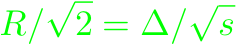 R/√2 = Δ/√s